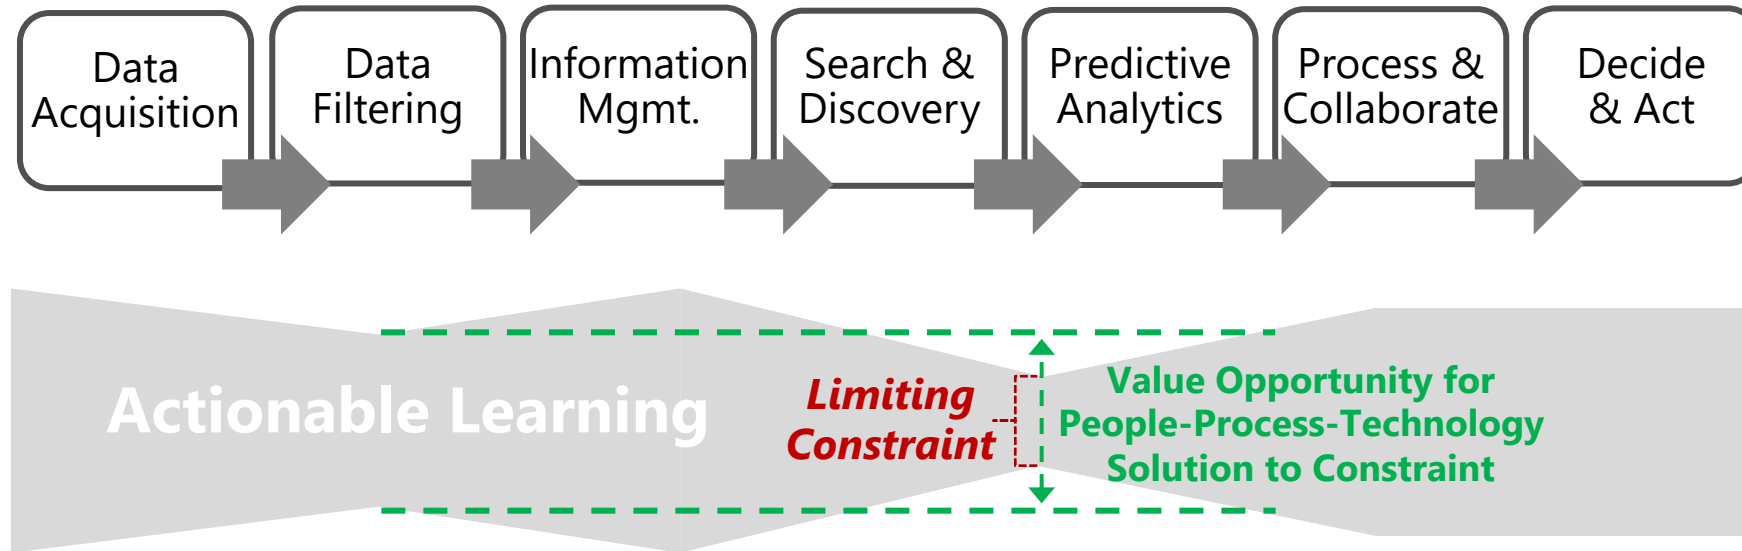 Data
Acquisition
Data
Filtering
Information
Mgmt.
Search &
Discovery
Predictive
Analytics
Process &
Collaborate
Decide
& Act
Actionable Learning
Limiting
Constraint
Value Opportunity for
People-Process-Technology
Solution to Constraint